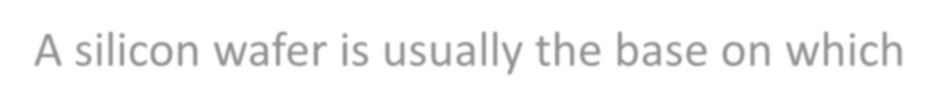 A silicon wafer is usually the base on which